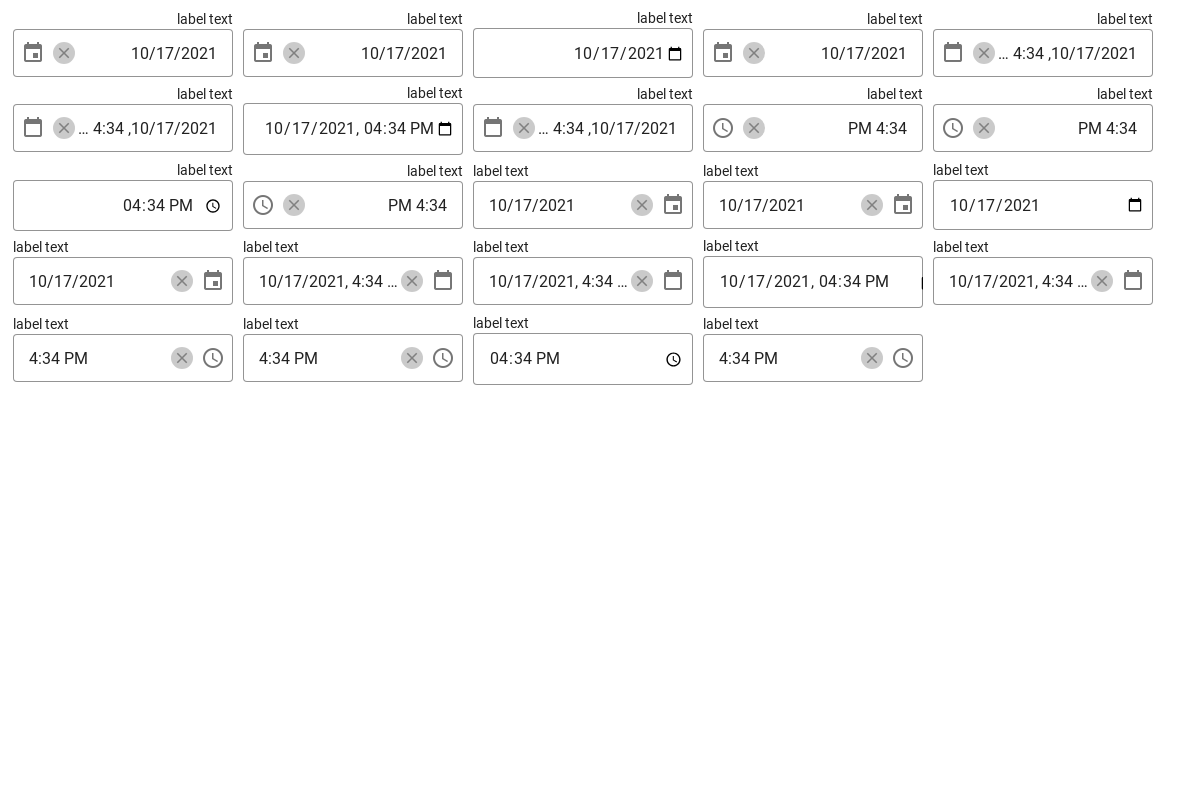 label text label text label text label text label text
10/17/2021 10/17/2021 10/17/2021 10/17/2021 ... 4:34 ,10/17/2021
label text label text label text label text label text
... 4:34 ,10/17/2021 10/17/2021, 04:34 PM ... 4:34 ,10/17/2021 PM 4:34 PM 4:34
label text label text label text label text label text
04:34 PM PM 4:34 10/17/2021 10/17/2021 10/17/2021
label text label text label text label text label text
10/17/2021 10/17/2021, 4:34 ... 10/17/2021, 4:34 ... 10/17/2021, 04:34 PM 10/17/2021, 4:34 ...
label text label text label text label text
4:34 PM 4:34 PM 04:34 PM 4:34 PM